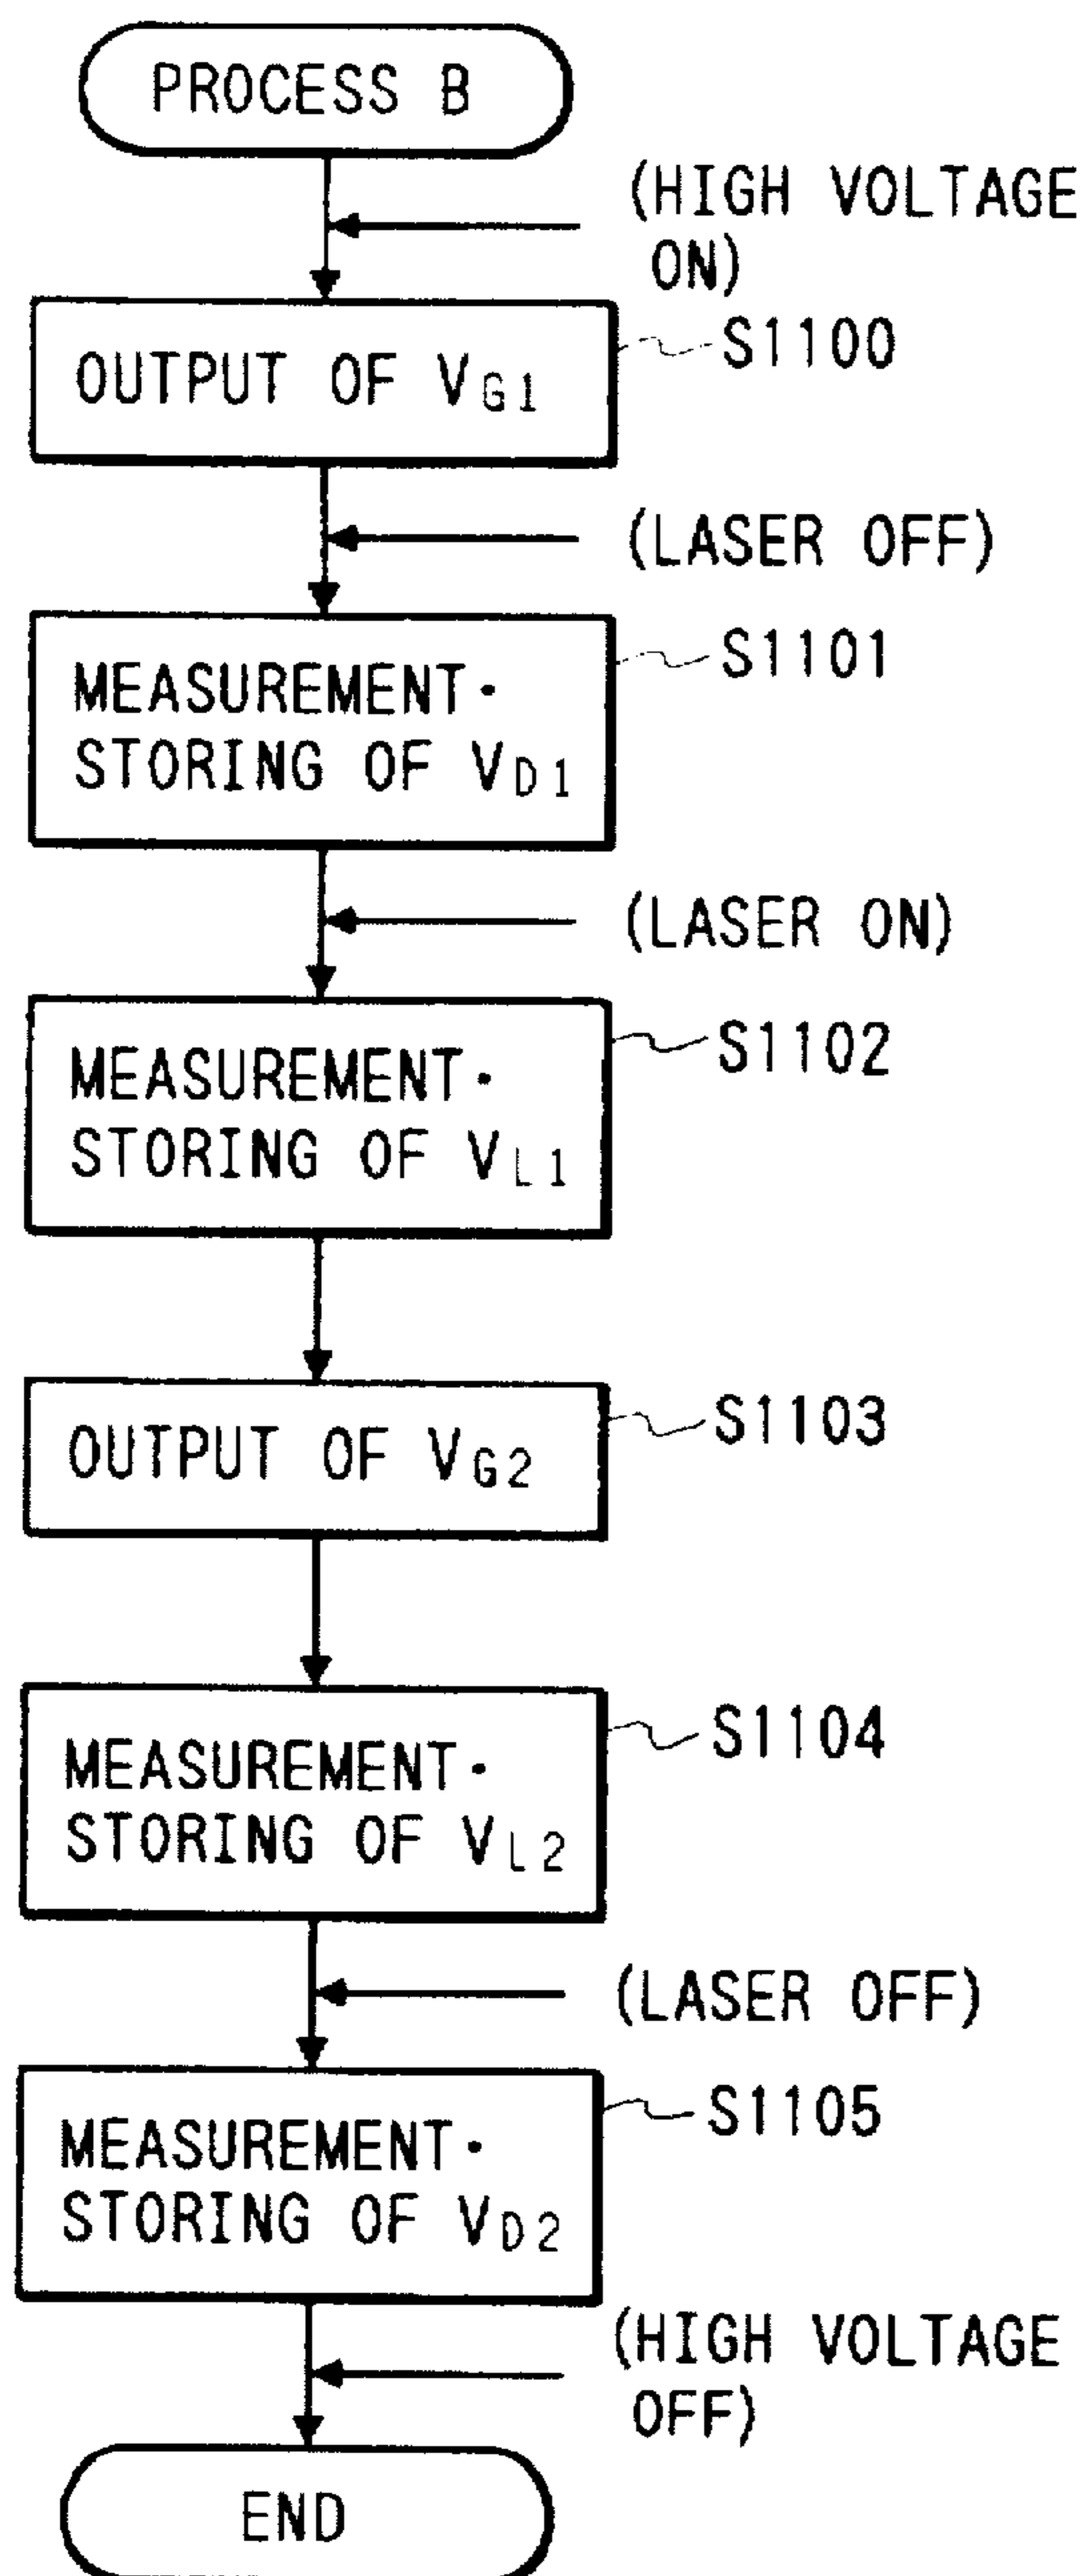 PROCESS B
(HIGH VOLTAGE
ON)
OUTPUT OF VG1
S1100
(LASER OFF)
MEASUREMENT·
STORING OF VD1
S1101
(LASER ON)
MEASUREMENT·
STORING OF VL1
S1102
OUTPUT OF VG2
S1103
MEASUREMENT·
STORING OF VL2
S1104
(LASER OFF)
MEASUREMENT·
STORING OF VD2
S1105
(HIGH VOLTAGE
OFF)
END